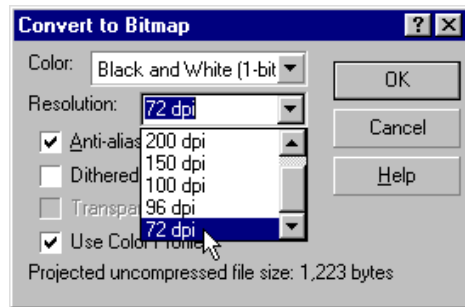 Convert to Bitmap
Color: Black and White (1-bit
OK
Resolution: 72 dpi
Cancel
Anti-alias
200 dpi
150 dpi
Dithered
100 dpi
Help
96 dpi
72 dpi
Use Color Profile
Projected uncompressed file size: 1,223 bytes